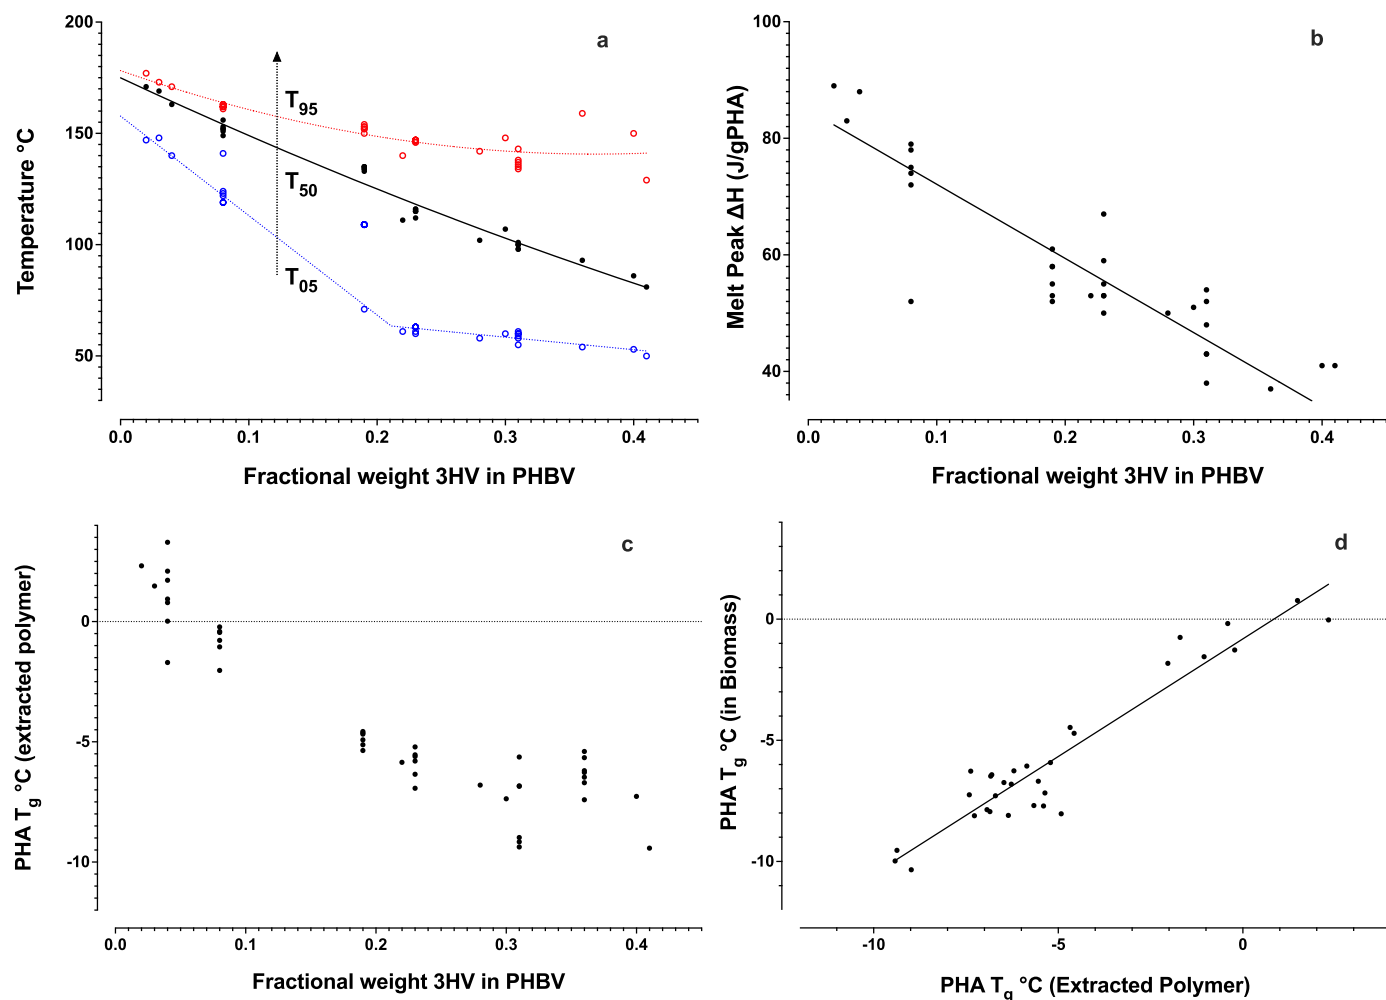 a
200
150
100
50
Temperature °C
T95
T50
T05
0.0 0.1 0.2 0.3 0.4
Fractional weight 3HV in PHBV
b
100
80
60
40
Melt Peak ΔH (J/gPHA)
0.0 0.1 0.2 0.3 0.4
Fractional weight 3HV in PHBV
c
0
-5
-10
PHA Tg °C (extracted polymer)
0.0 0.1 0.2 0.3 0.4
Fractional weight 3HV in PHBV
d
0
-5
-10
PHA Tg °C (in Biomass)
-10 -5 0
PHA Tg °C (Extracted Polymer)